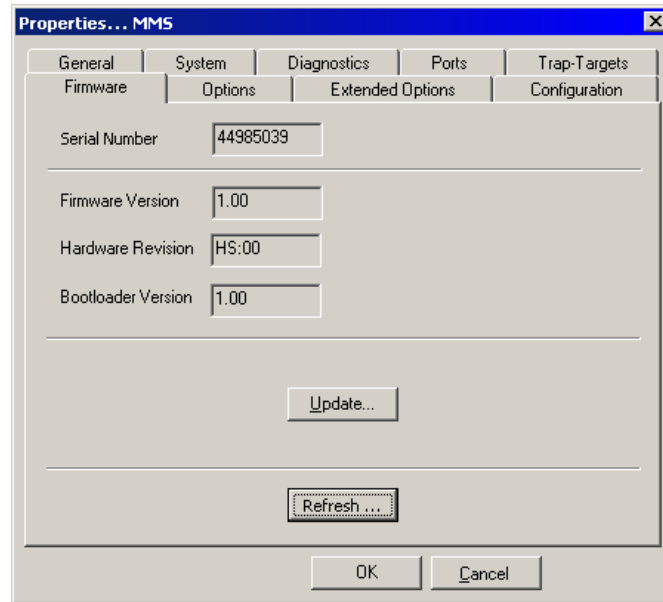 Properties... MMS
General System Diagnostics Ports Trap-Targets
Firmware Options Extended Options Configuration
Serial Number 44985039
Firmware Version 1.00
Hardware Revision HS:00
Bootloader Version 1.00
Update...
Refresh ...
OK Cancel